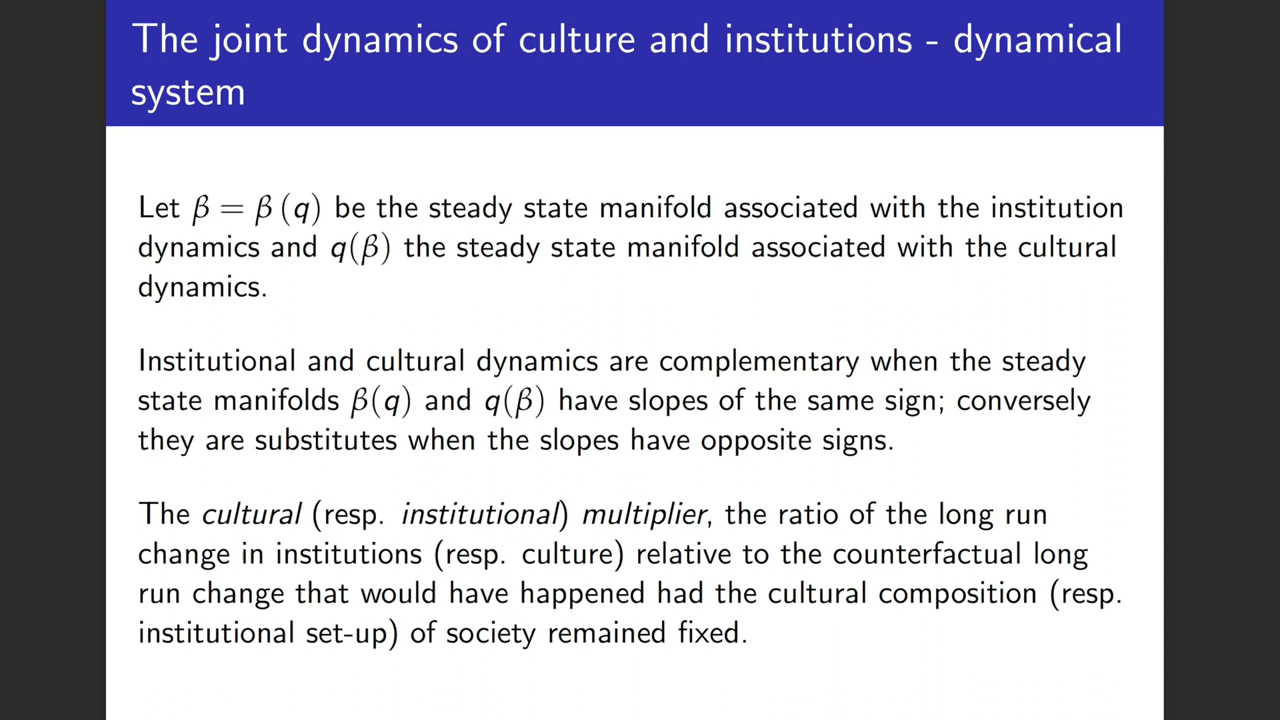 The joint dynamics of culture and institutions - dynamical
system
Let β = β (q) be the steady state manifold associated with the institution
dynamics and q(β) the steady state manifold associated with the cultural
dynamics.
Institutional and cultural dynamics are complementary when the steady
state manifolds β(q) and q(β) have slopes of the same sign; conversely
they are substitutes when the slopes have opposite signs.
The cultural (resp. institutional) multiplier, the ratio of the long run
change in institutions (resp. culture) relative to the counterfactual long
run change that would have happened had the cultural composition (resp.
institutional set-up) of society remained fixed.